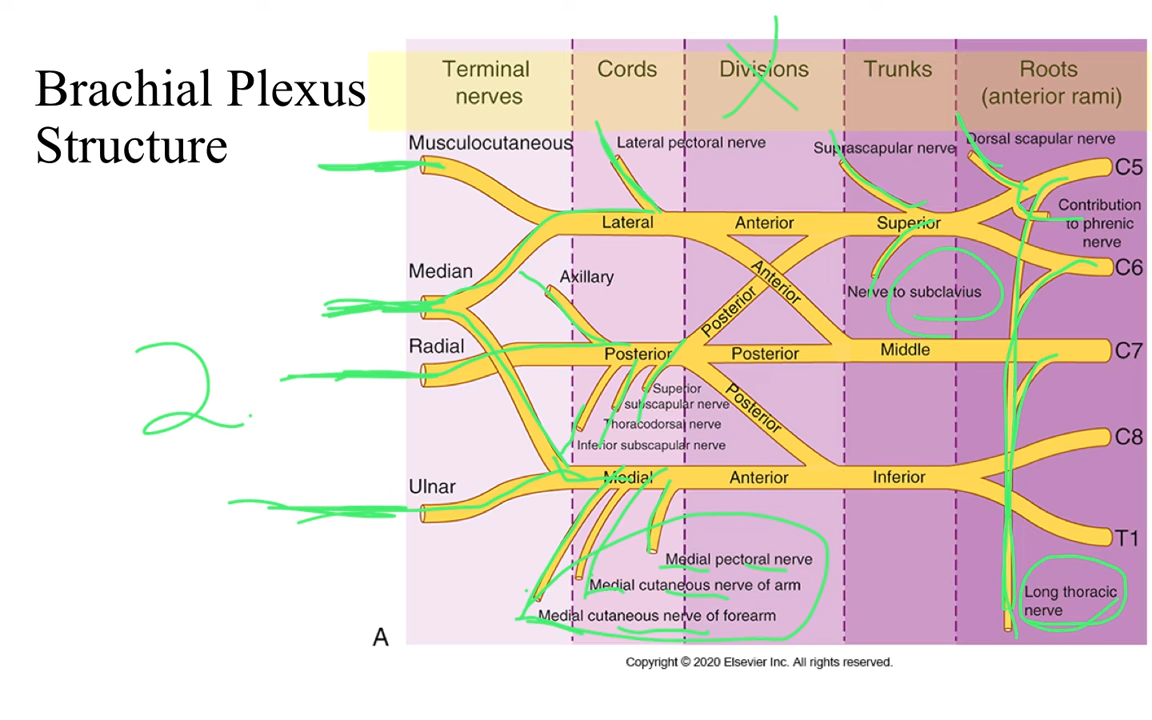 Brachial Plexus
Structure
Terminal
nerves
Cords
Divisions
Trunks
Roots
(anterior rami)
Musculocutaneous
Lateral pectoral nerve
Suprascapular nerve
Dorsal scapular nerve
C5
Contribution
to phrenic
nerve
Lateral
Anterior
Superior
C6
Median
Axillary
Anterior
Posterior
Nerve to subclavius
Radial
Posterior
Posterior
Middle
C7
Superior
subscapular nerve
Thoracodorsal nerve
Inferior subscapular nerve
Posterior
2.
C8
Ulnar
Medial
Anterior
Inferior
T1
Medial pectoral nerve
Medial cutaneous nerve of arm
Medial cutaneous nerve of forearm
Long thoracic
nerve
A
Copyright © 2020 Elsevier Inc. All rights reserved.